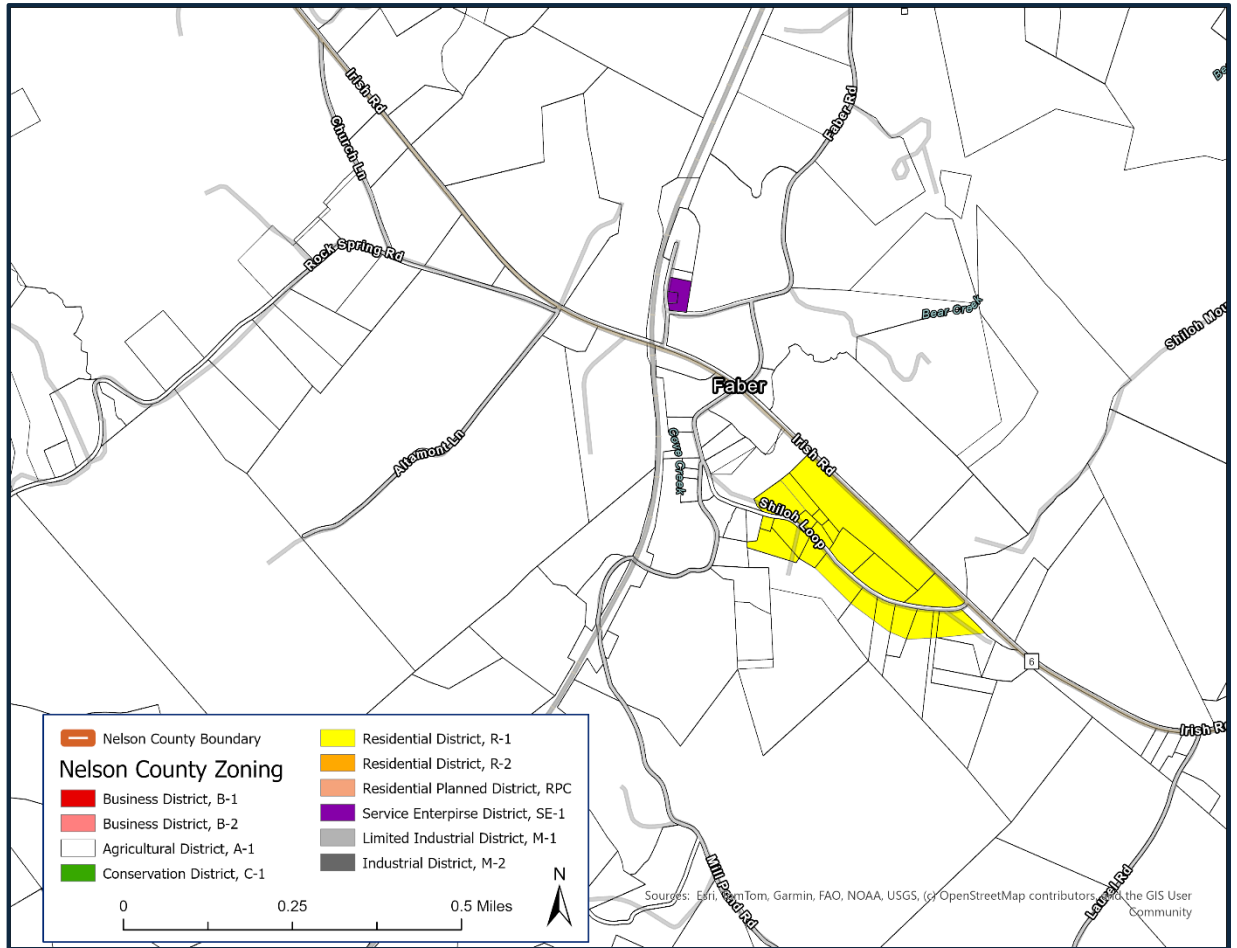 Irish Rd
Church Ln
Faber Rd
Rock Spring Rd
Bear Creek
Shiloh
Faber
Altamont Ln
Cove Creek
Irish Rd
Shiloh Loop
6
Irish
Mill Pond Rd
Laurel Rd
Nelson County Boundary
Nelson County Zoning
Business District, B-1
Business District, B-2
Agricultural District, A-1
Conservation District, C-1
Residential District, R-1
Residential District, R-2
Residential Planned District, RPC
Service Enterpirse District, SE-1
Limited Industrial District, M-1
Industrial District, M-2
0 0.25 0.5 Miles
N
Sources: Esri, TomTom, Garmin, FAO, NOAA, USGS, (c) OpenStreetMap contributors, and the GIS User
Community